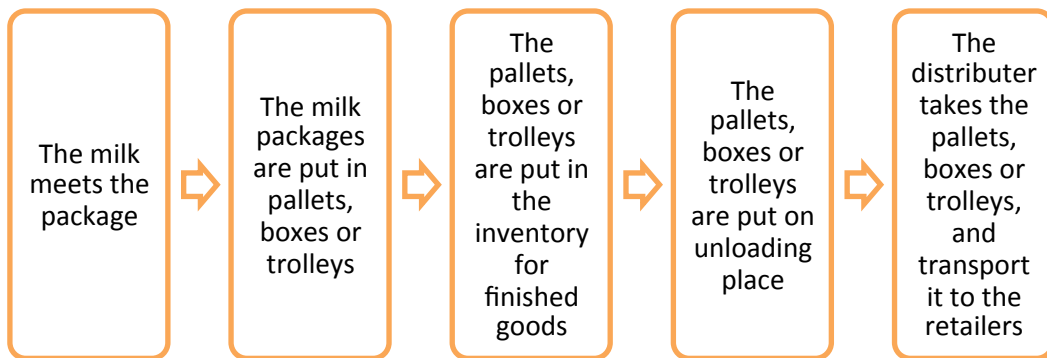 The milk
meets the
package
The milk
packages
are put in
pallets,
boxes or
trolleys
The
pallets,
boxes or
trolleys
are put in
the
inventory
for
finished
goods
The
pallets,
boxes or
trolleys
are put on
unloading
place
The
distributer
takes the
pallets,
boxes or
trolleys,
and
transport
it to the
retailers